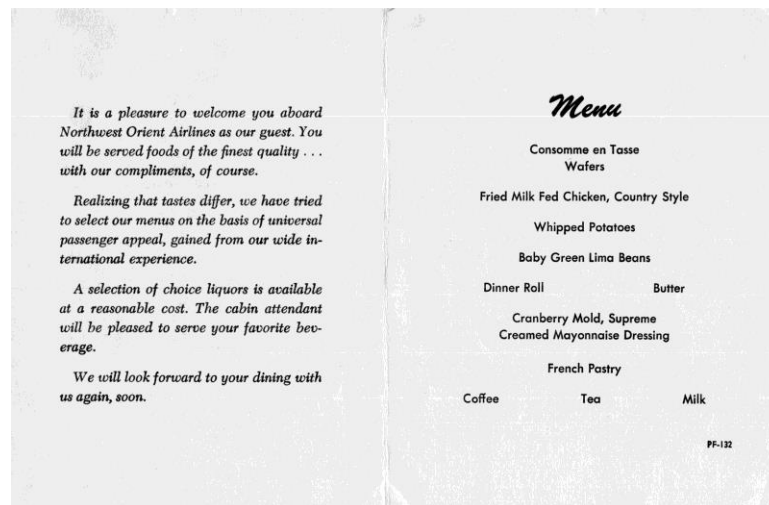 It is a pleasure to welcome you aboard
Northwest Orient Airlines as our guest. You
will be served foods of the finest quality . . .
with our compliments, of course.
Realizing that tastes differ, we have tried
to select our menus on the basis of universal
passenger appeal, gained from our wide in-
ternational experience.
A selection of choice liquors is available
at a reasonable cost. The cabin attendant
will be pleased to serve your favorite bev-
erage.
We will look forward to your dining with
us again, soon.
Menu
Consomme en Tasse
Wafers
Fried Milk Fed Chicken, Country Style
Whipped Potatoes
Baby Green Lima Beans
Dinner Roll Butter
Cranberry Mold, Supreme
Creamed Mayonnaise Dressing
French Pastry
Coffee Tea Milk
PF-132